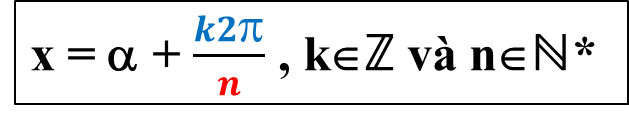 x = α + k2π/n , k∈ℤ và n∈ℕ*